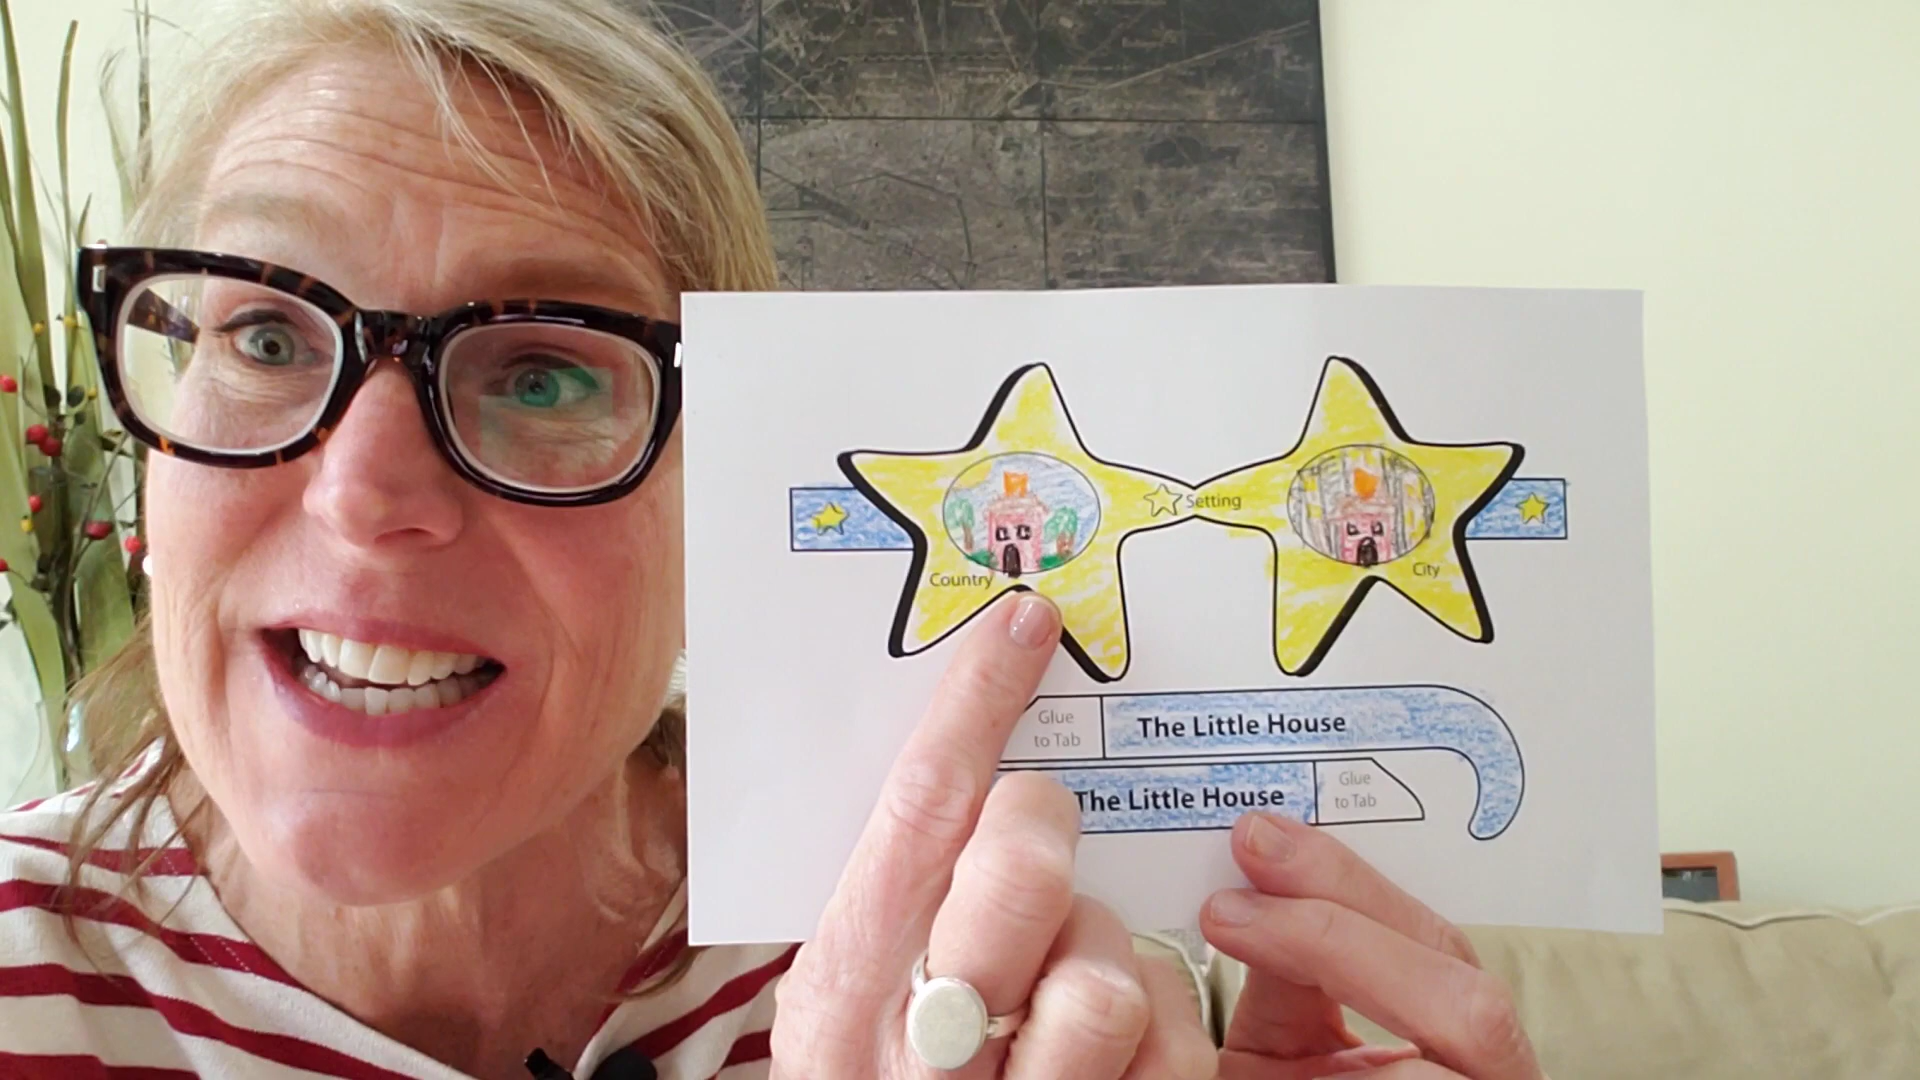 Setting
Country
City
Glue
to Tab
The Little House
The Little House
Glue
to Tab